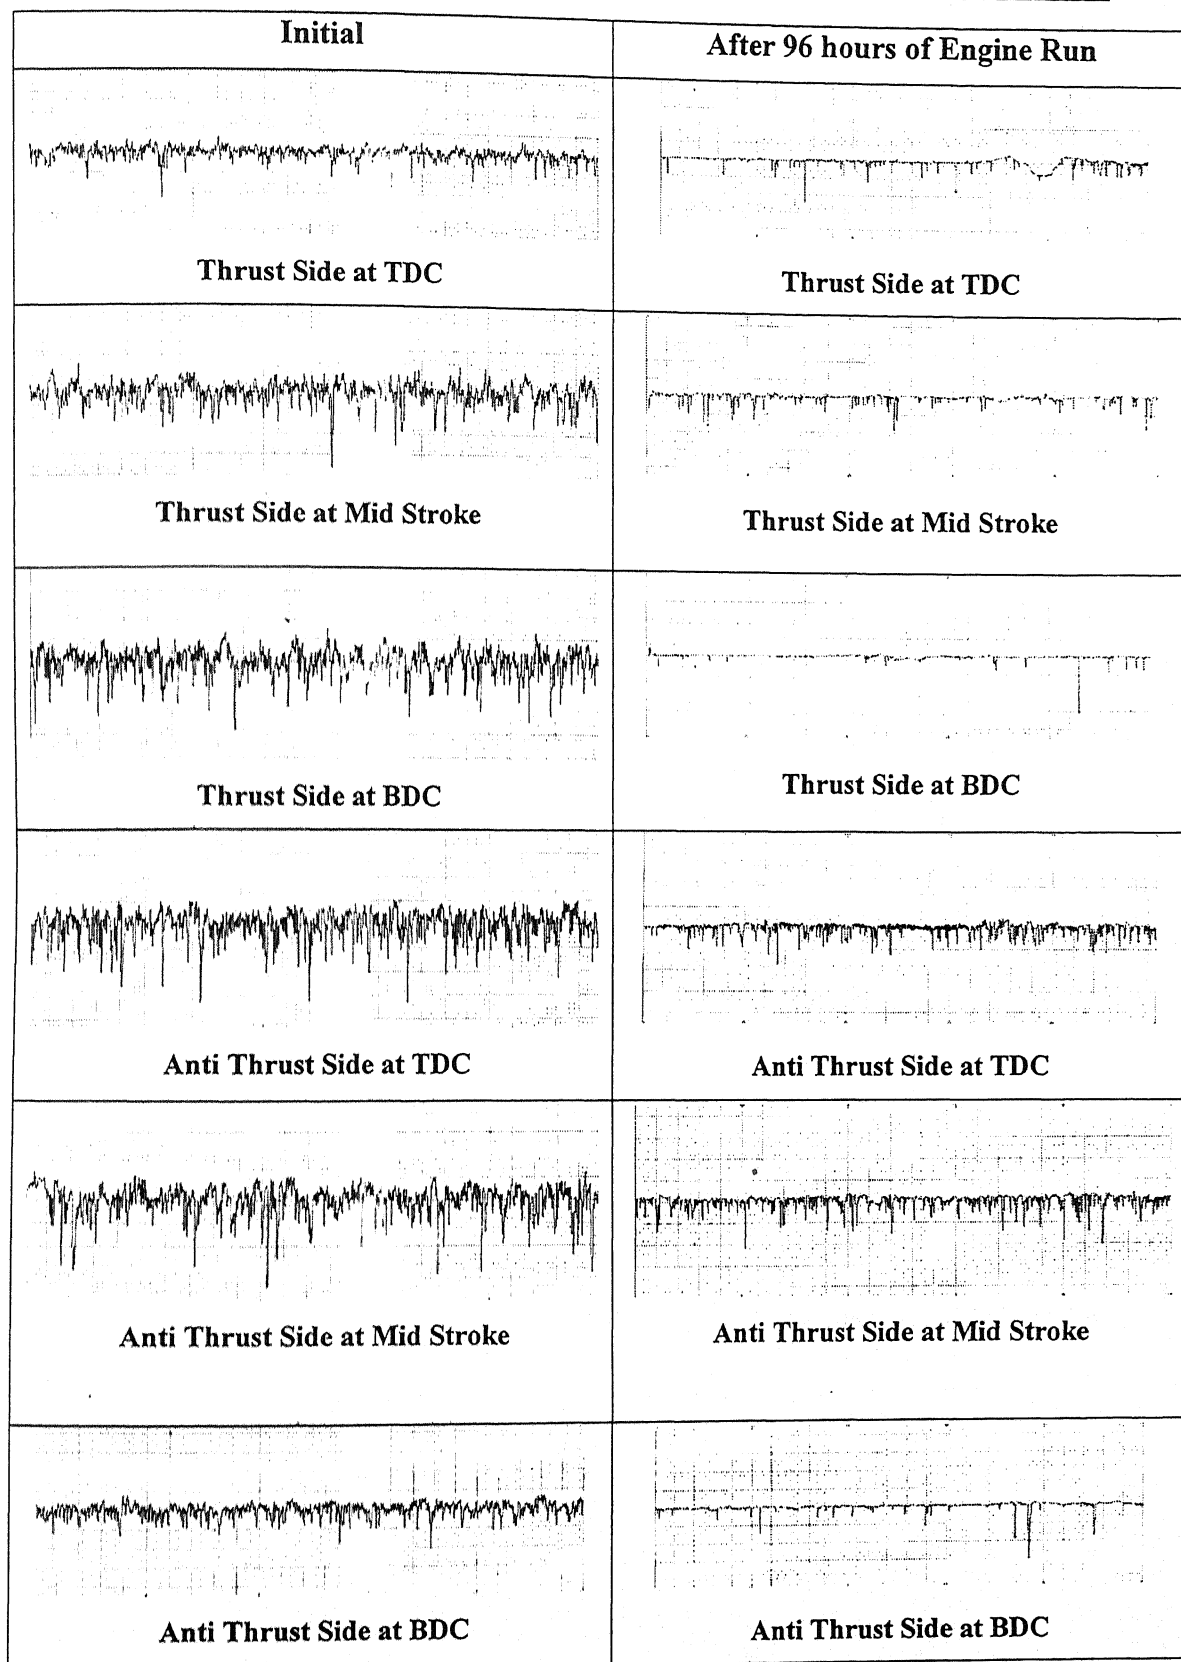 Initial
After 96 hours of Engine Run
Thrust Side at TDC
Thrust Side at TDC
Thrust Side at Mid Stroke
Thrust Side at Mid Stroke
Thrust Side at BDC
Thrust Side at BDC
Anti Thrust Side at TDC
Anti Thrust Side at TDC
Anti Thrust Side at Mid Stroke
Anti Thrust Side at Mid Stroke
Anti Thrust Side at BDC
Anti Thrust Side at BDC